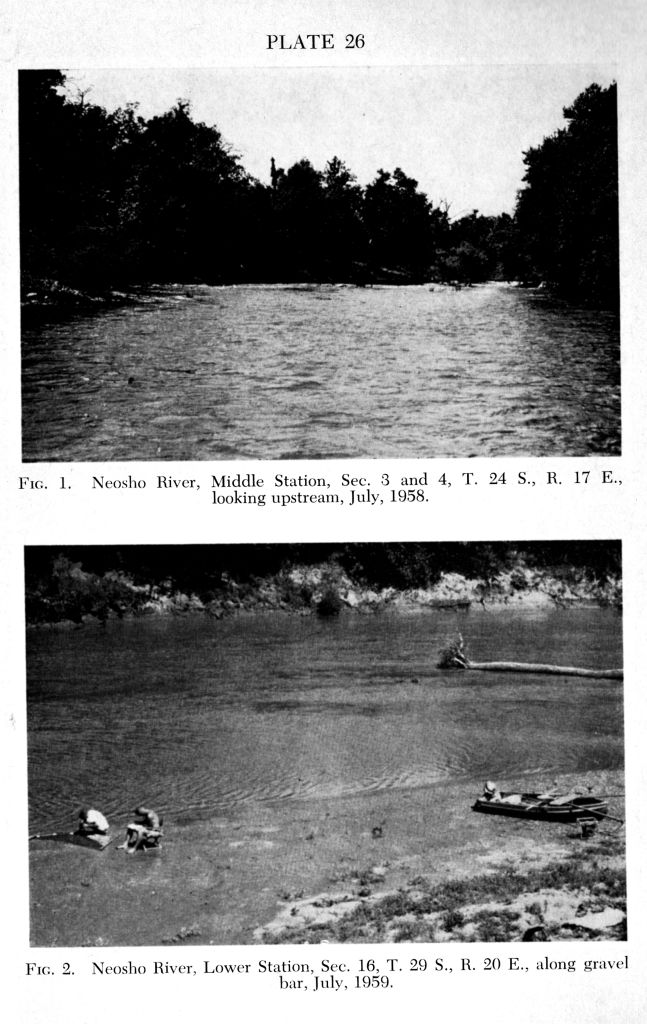 PLATE 26
Fig. 1. Neosho River, Middle Station, Sec. 3 and 4, T. 24 S., R. 17 E.,
looking upstream, July, 1958.
Fig. 2. Neosho River, Lower Station, Sec. 16, T. 29 S., R. 20 E., along gravel
bar, July, 1959.